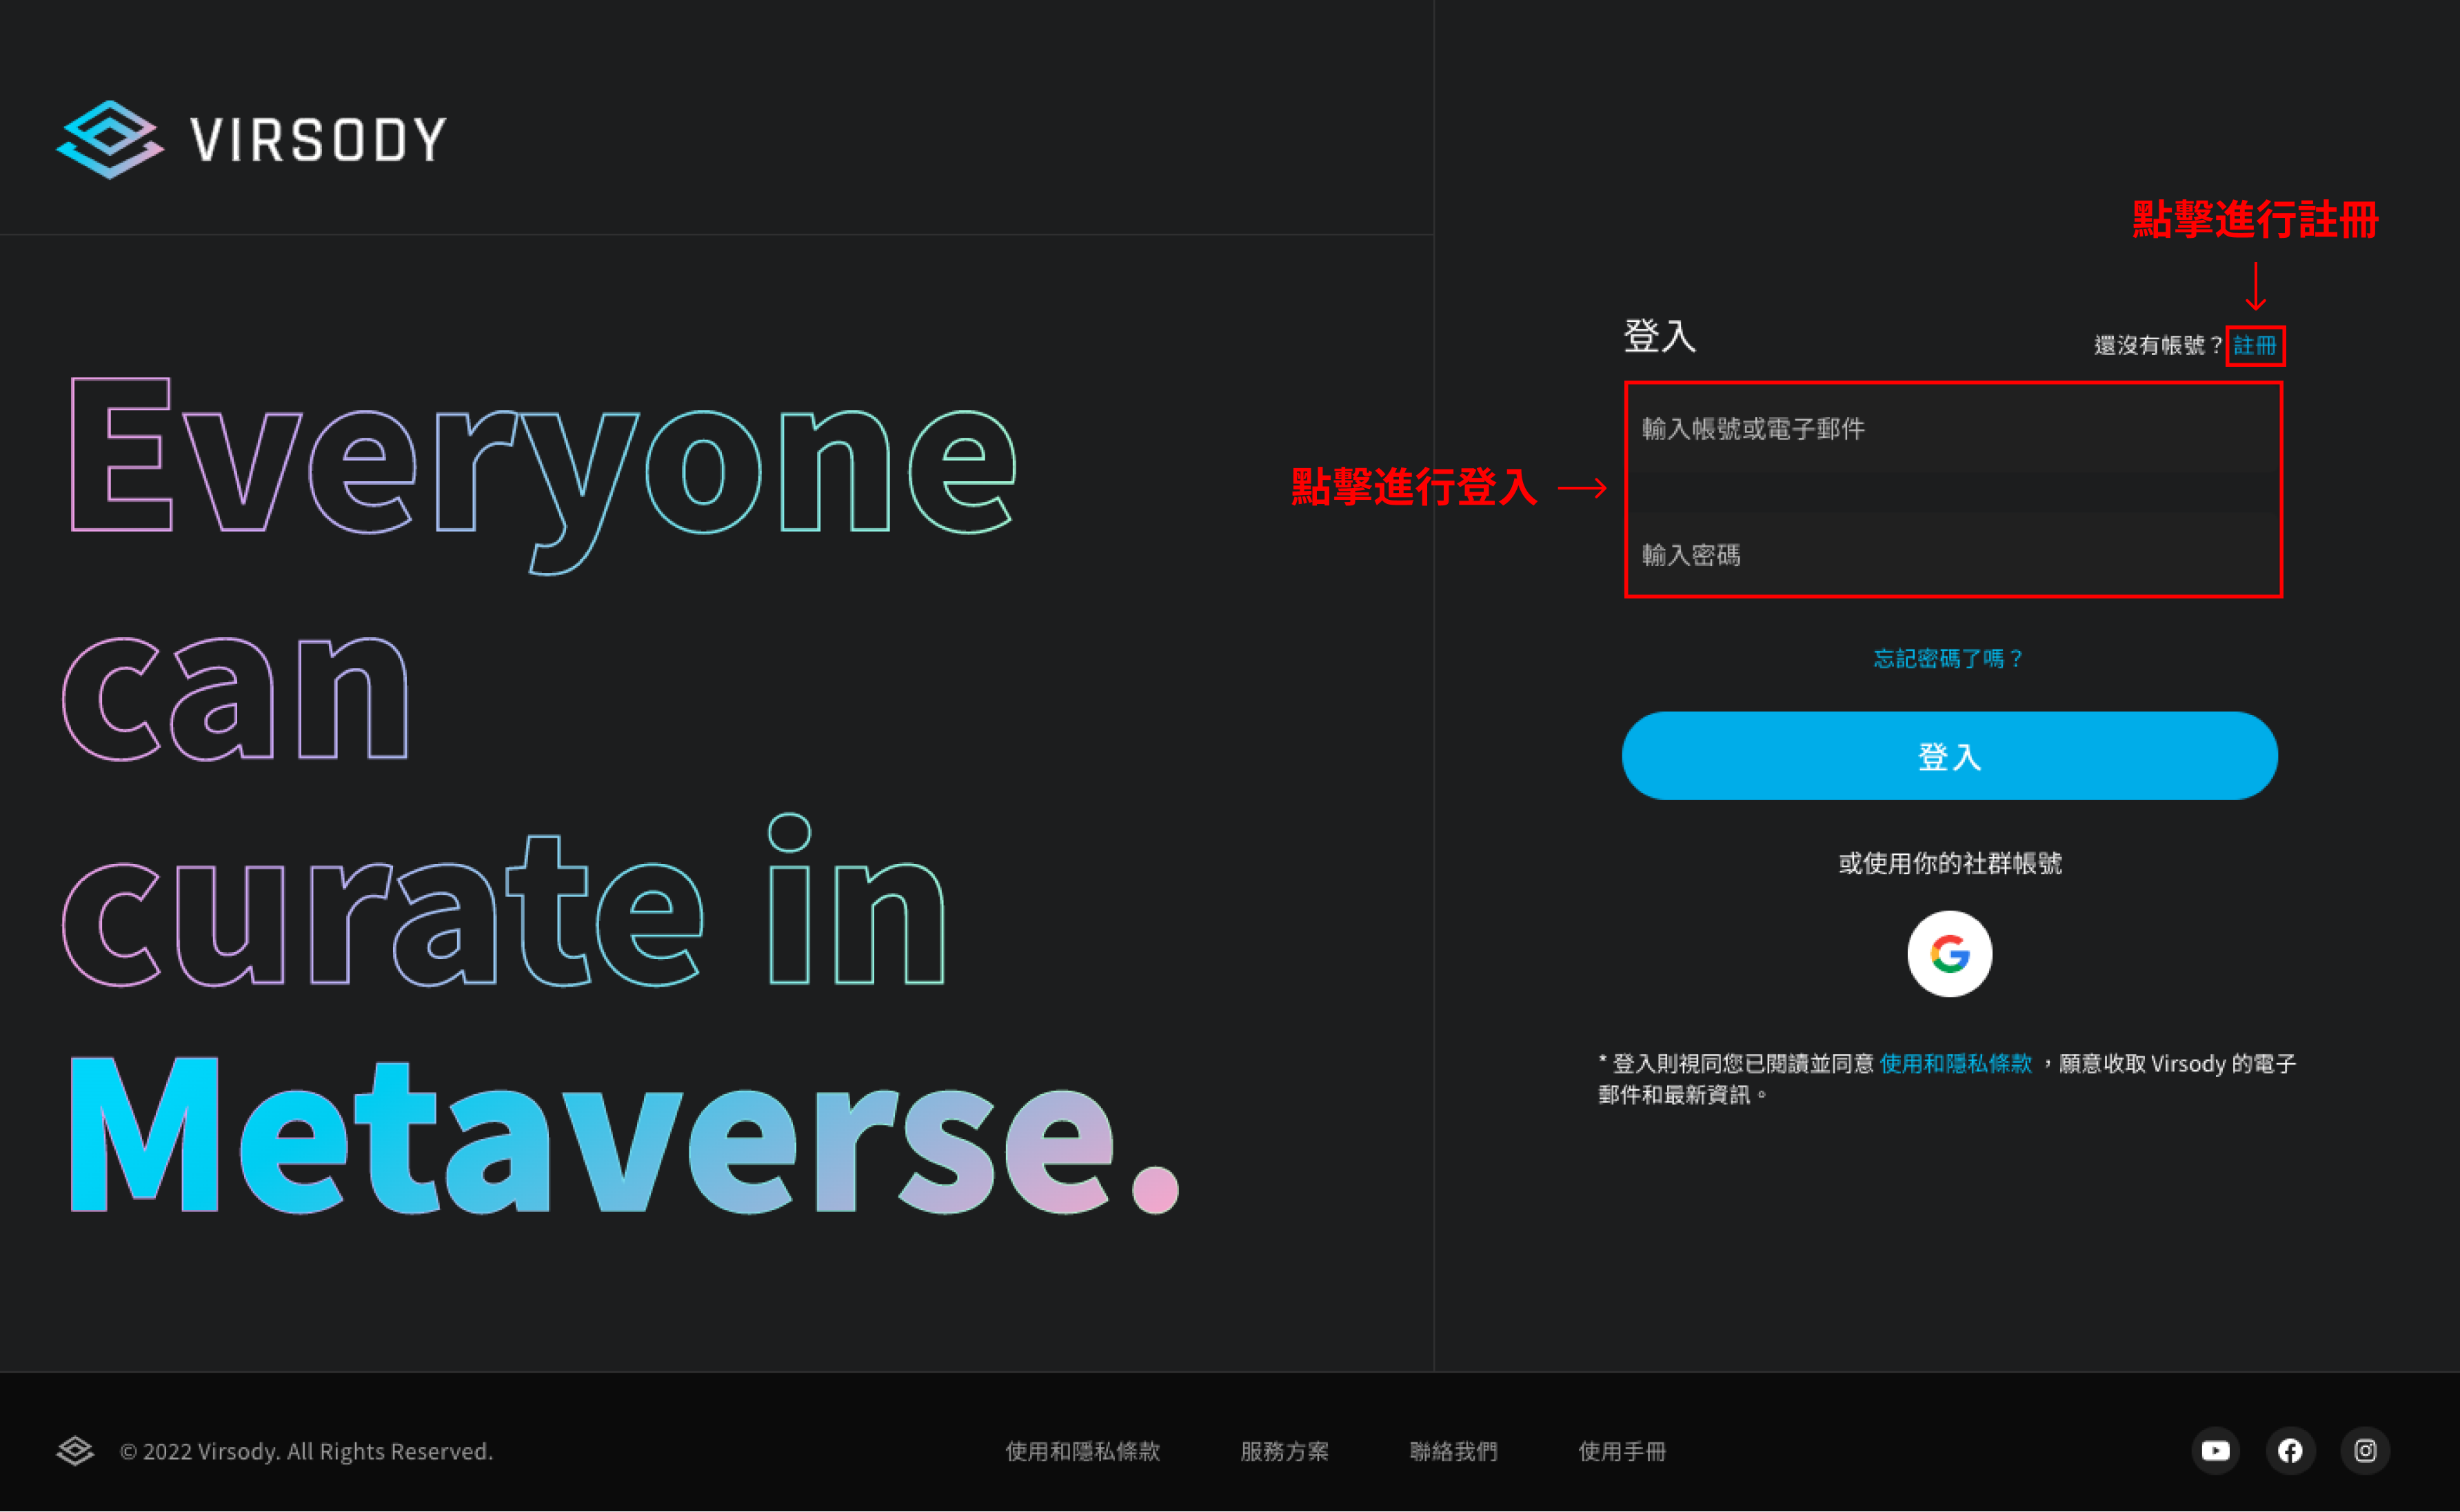 VIRSODY
Everyone
can
curate in
Metaverse.
點擊進行註冊
登入
還沒有帳號？註冊
輸入帳號或電子郵件
點擊進行登入
輸入密碼
忘記密碼了嗎？
登入
或使用你的社群帳號
* 登入則視同您已閱讀並同意 使用和隱私條款 ，願意收取 Virsody 的電子
郵件和最新資訊。
© 2022 Virsody. All Rights Reserved.
使用和隱私條款
服務方案
聯絡我們
使用手冊